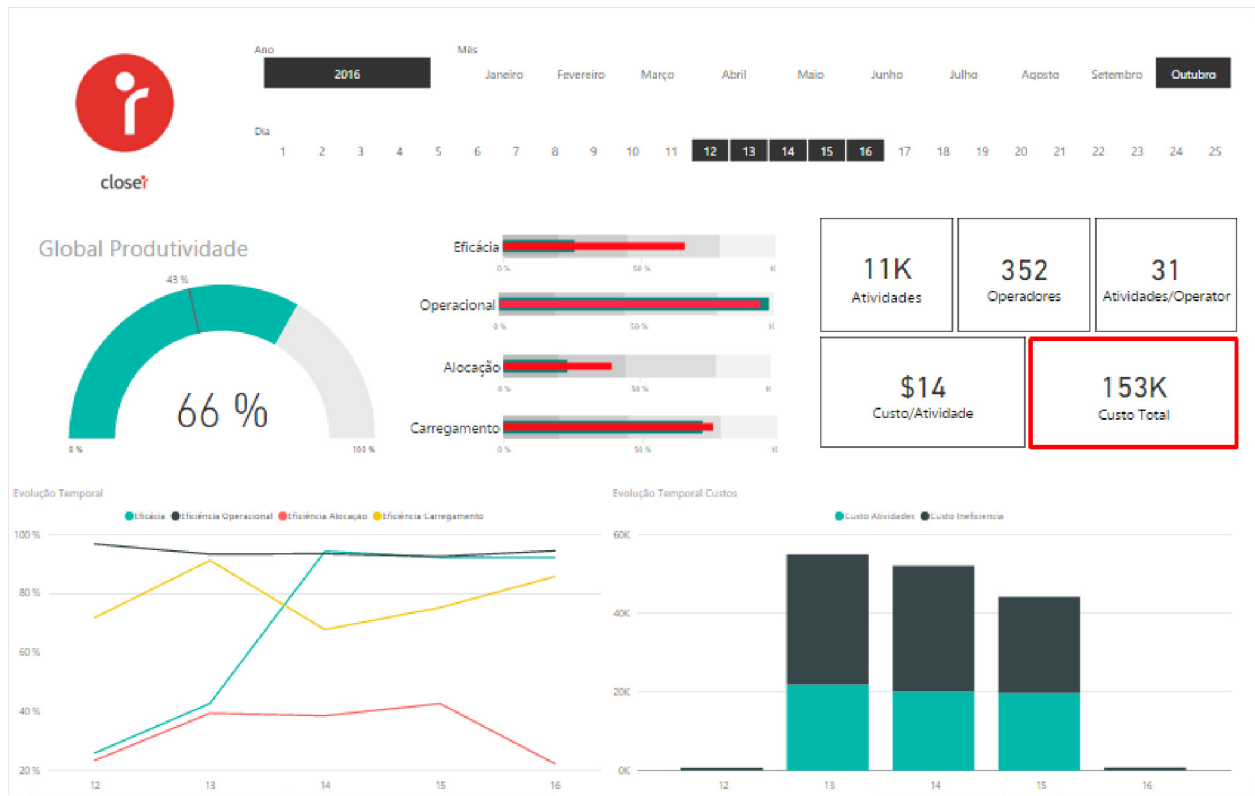 Ano
2016
Mês
Janeiro Fevereiro Março Abril Maio Junho Julho Agosto Setembro Outubro
Dia
1 2 3 4 5 6 7 8 9 10 11 12 13 14 15 16 17 18 19 20 21 22 23 24 25
closer
Global Produtividade
43 %
66 %
0 % 100 %
Eficácia
0 % 50 %
Operacional
0 % 50 %
Alocação
0 % 50 %
Carregamento
0 % 50 %
11K
Atividades
352
Operadores
31
Atividades/Operator
$14
Custo/Atividade
153K
Custo Total
Evolução Temporal
Eficácia Eficiência Operacional Eficiência Alocação Eficiência Carregamento
100 %
80 %
60 %
40 %
20 %
12 13 14 15 16
Evolução Temporal Custos
Custo Atividades Custo Ineficiencia
60K
40K
20K
0K
12 13 14 15 16